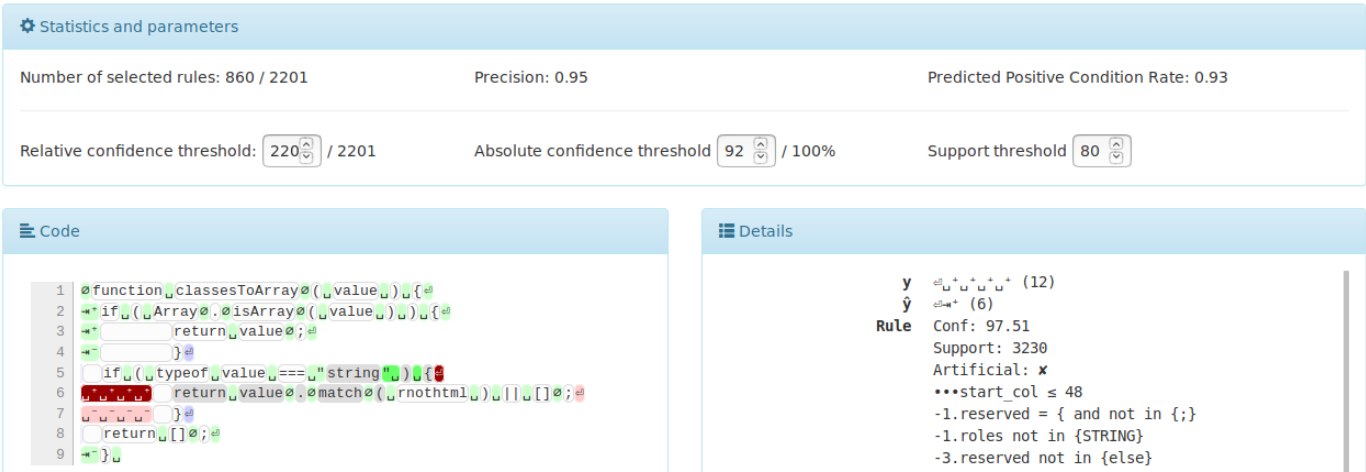 Statistics and parameters
Number of selected rules: 860 / 2201 Precision: 0.95 Predicted Positive Condition Rate: 0.93
Relative confidence threshold: 220 / 2201 Absolute confidence threshold 92 / 100% Support threshold 80
Code
1 ∅function␣classesToArray∅(␣value␣)␣{⏎
2 ⇥⁺if␣(␣Array∅.∅isArray∅(␣value␣)␣)␣{⏎
3 ⇥⁺ return␣value∅;⏎
4 ⇥⁻ }⏎
5 if␣(␣typeof␣value␣===␣"string"␣)␣{⏎
6 ␣⁺␣⁺␣⁺␣⁺ return␣value∅.∅match∅(␣rnothtml␣)␣||␣[]∅;⏎
7 ␣⁻␣⁻␣⁻␣⁻ }⏎
8 return␣[]∅;⏎
9 ⇥⁻}␣
Details
y ⏎␣⁺␣⁺␣⁺␣⁺ (12)
ŷ ⏎⇥⁺ (6)
Rule Conf: 97.51
Support: 3230
Artificial: ✘
•••start_col ≤ 48
-1.reserved = { and not in {;}
-1.roles not in {STRING}
-3.reserved not in {else}